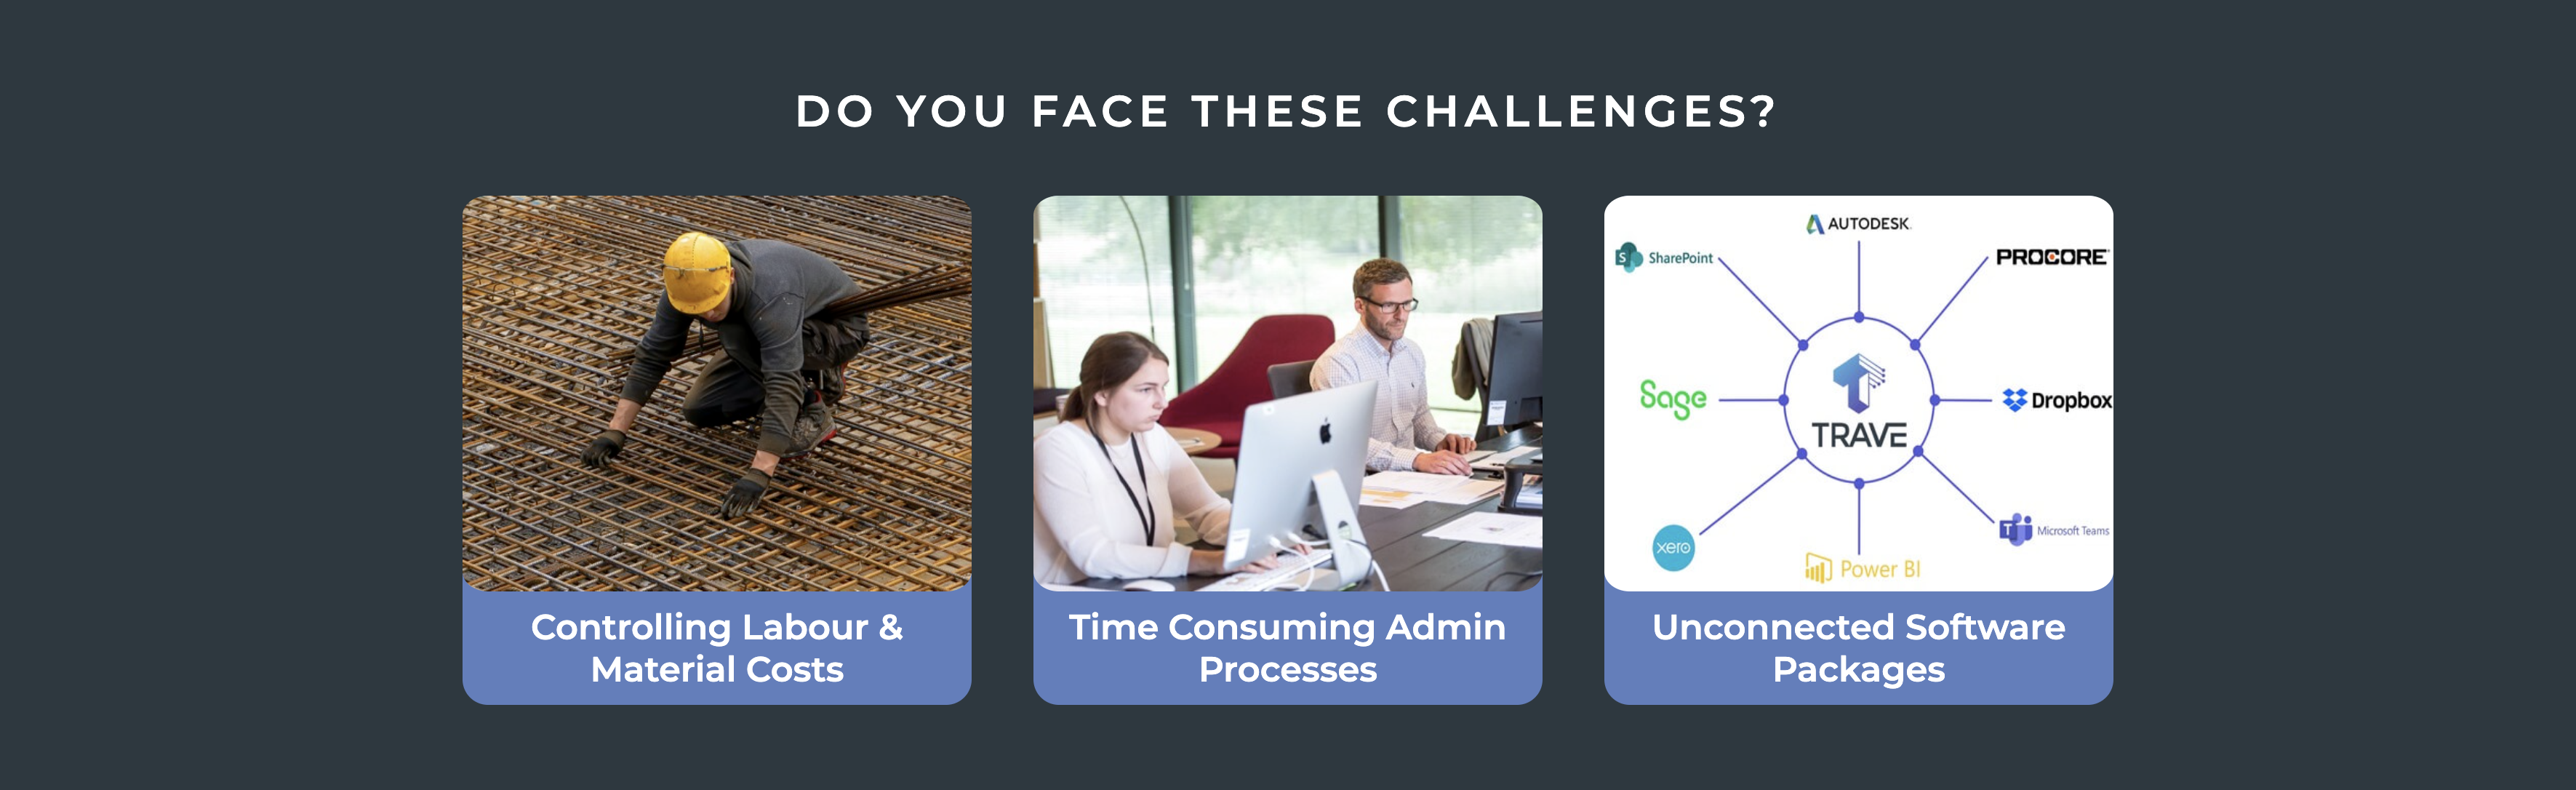 DO YOU FACE THESE CHALLENGES?
AUTODESK
SharePoint
PROCORE
Sage
TRAVE
Dropbox
xero
Power BI
Microsoft Teams
Controlling Labour &
Material Costs
Time Consuming Admin
Processes
Unconnected Software
Packages